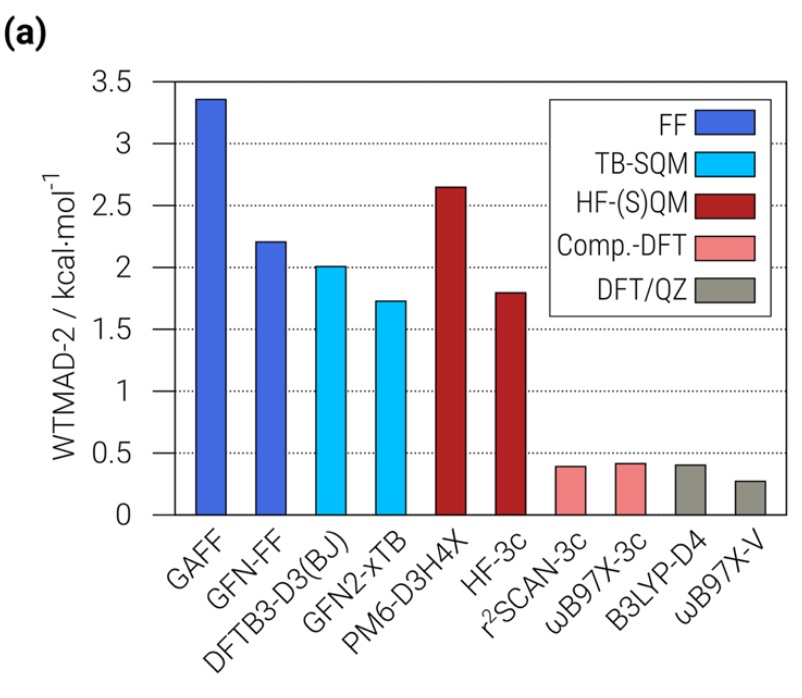 (a)
WTMAD-2 / kcal·mol⁻¹
3.5
3
2.5
2
1.5
1
0.5
0
FF
TB-SQM
HF-(S)QM
Comp.-DFT
DFT/QZ
GAFF
GFN-FF
DFTB3-D3(BJ)
GFN2-xTB
PM6-D3H4X
HF-3c
r²SCAN-3c
ωB97X-3c
B3LYP-D4
ωB97X-V